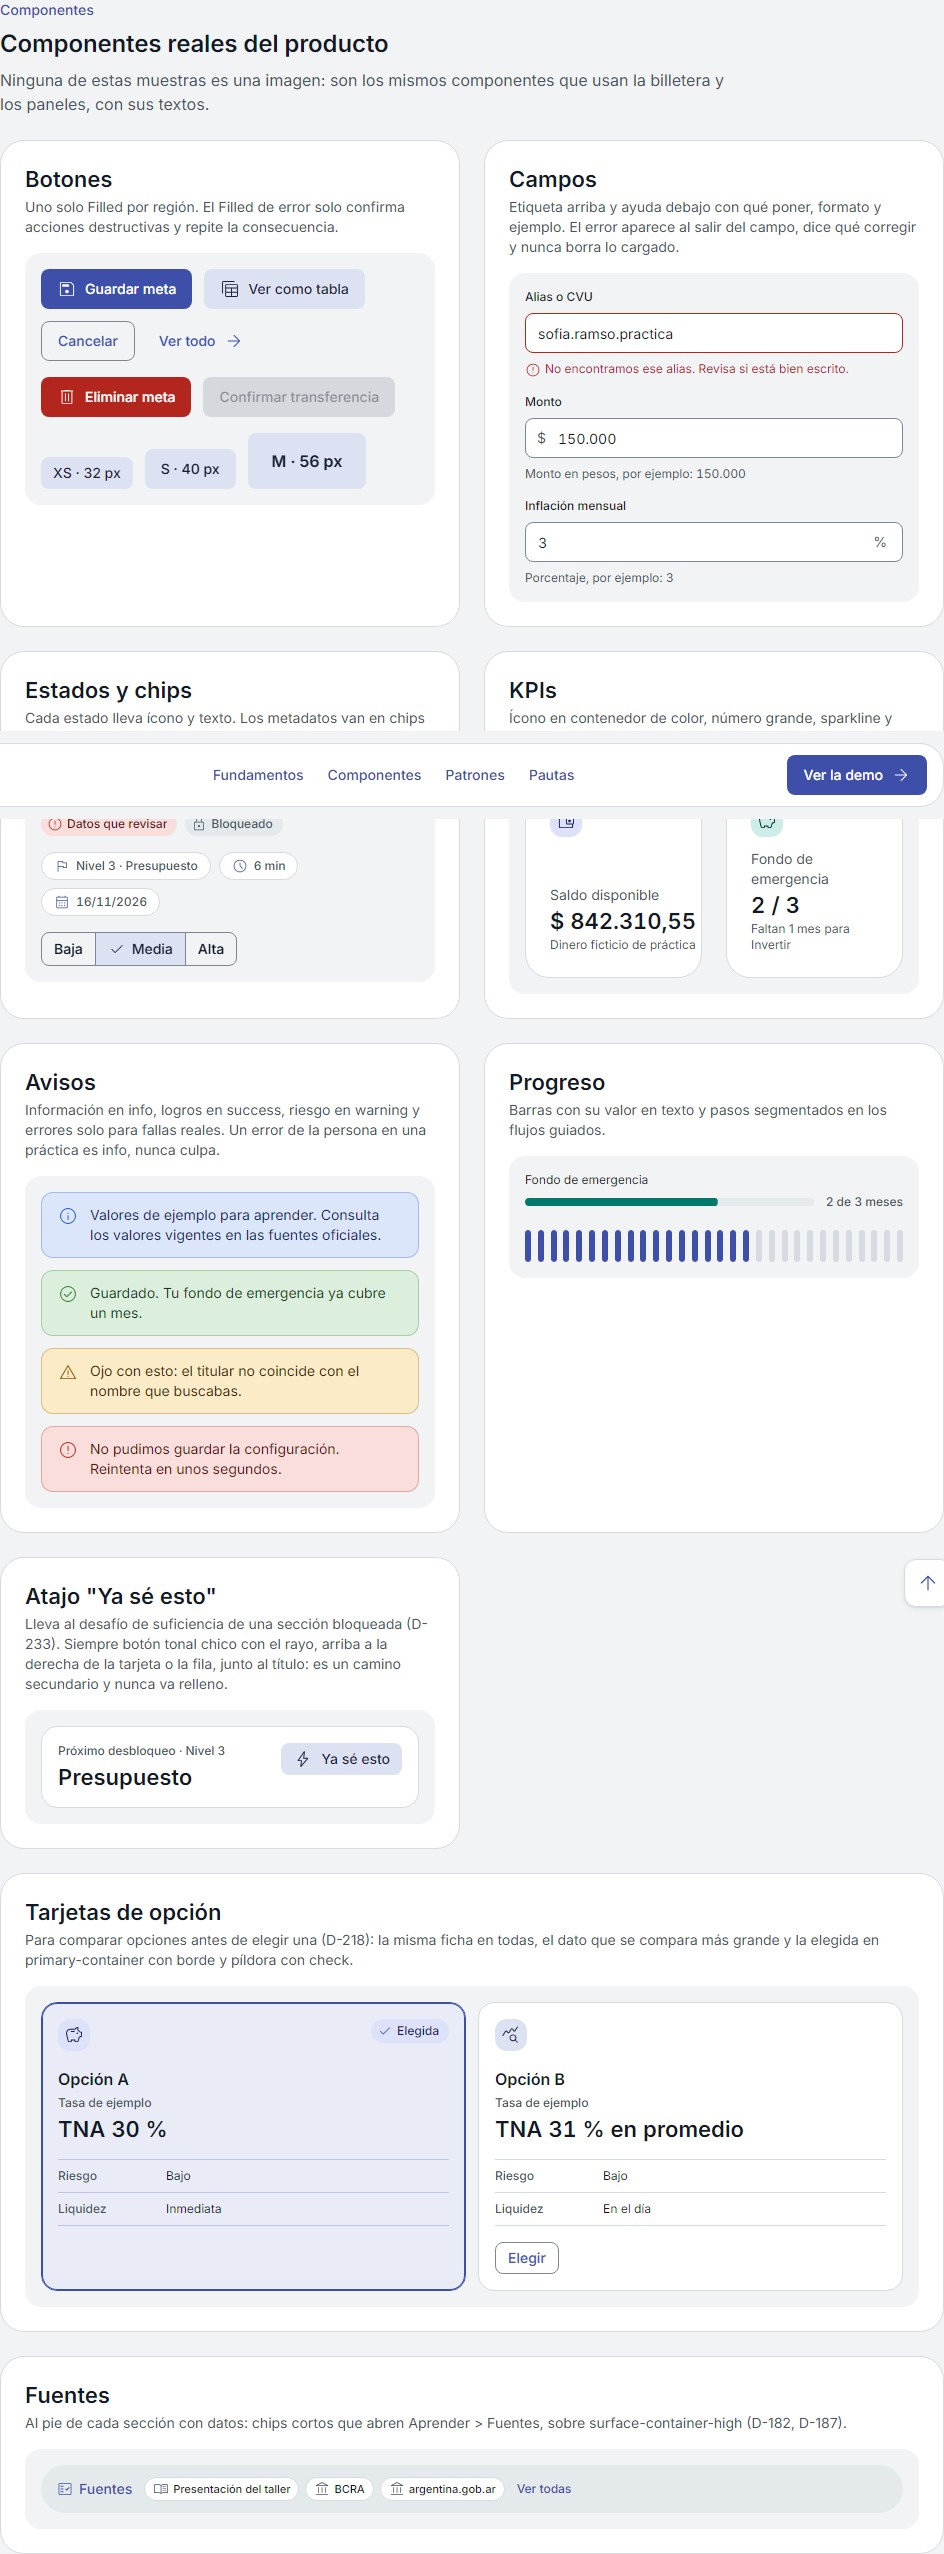 Componentes
Componentes reales del producto
Ninguna de estas muestras es una imagen: son los mismos componentes que usan la billetera y
los paneles, con sus textos.
Botones
Uno solo Filled por región. El Filled de error solo confirma
acciones destructivas y repite la consecuencia.
Guardar meta
Ver como tabla
Cancelar
Ver todo
Eliminar meta
Confirmar transferencia
XS · 32 px
S · 40 px
M · 56 px
Campos
Etiqueta arriba y ayuda debajo con qué poner, formato y
ejemplo. El error aparece al salir del campo, dice qué corregir
y nunca borra lo cargado.
Alias o CVU
sofia.ramso.practica
No encontramos ese alias. Revisa si está bien escrito.
Monto
$ 150.000
Monto en pesos, por ejemplo: 150.000
Inflación mensual
3 %
Porcentaje, por ejemplo: 3
Estados y chips
Cada estado lleva ícono y texto. Los metadatos van en chips
KPIs
Ícono en contenedor de color, número grande, sparkline y
Fundamentos
Componentes
Patrones
Pautas
Ver la demo
Datos que revisar
Bloqueado
Nivel 3 · Presupuesto
6 min
16/11/2026
Baja
Media
Alta
Saldo disponible
$ 842.310,55
Dinero ficticio de práctica
Fondo de
emergencia
2 / 3
Faltan 1 mes para
Invertir
Avisos
Información en info, logros en success, riesgo en warning y
errores solo para fallas reales. Un error de la persona en una
práctica es info, nunca culpa.
Valores de ejemplo para aprender. Consulta
los valores vigentes en las fuentes oficiales.
Guardado. Tu fondo de emergencia ya cubre
un mes.
Ojo con esto: el titular no coincide con el
nombre que buscabas.
No pudimos guardar la configuración.
Reintenta en unos segundos.
Progreso
Barras con su valor en texto y pasos segmentados en los
flujos guiados.
Fondo de emergencia
2 de 3 meses
Atajo "Ya sé esto"
Lleva al desafío de suficiencia de una sección bloqueada (D-
233). Siempre botón tonal chico con el rayo, arriba a la
derecha de la tarjeta o la fila, junto al título: es un camino
secundario y nunca va relleno.
Próximo desbloqueo · Nivel 3
Presupuesto
Ya sé esto
Tarjetas de opción
Para comparar opciones antes de elegir una (D-218): la misma ficha en todas, el dato que se compara más grande y la elegida en
primary-container con borde y píldora con check.
Elegida
Opción A
Tasa de ejemplo
TNA 30 %
Riesgo Bajo
Liquidez Inmediata
Opción B
Tasa de ejemplo
TNA 31 % en promedio
Riesgo Bajo
Liquidez En el día
Elegir
Fuentes
Al pie de cada sección con datos: chips cortos que abren Aprender > Fuentes, sobre surface-container-high (D-182, D-187).
Fuentes
Presentación del taller
BCRA
argentina.gob.ar
Ver todas